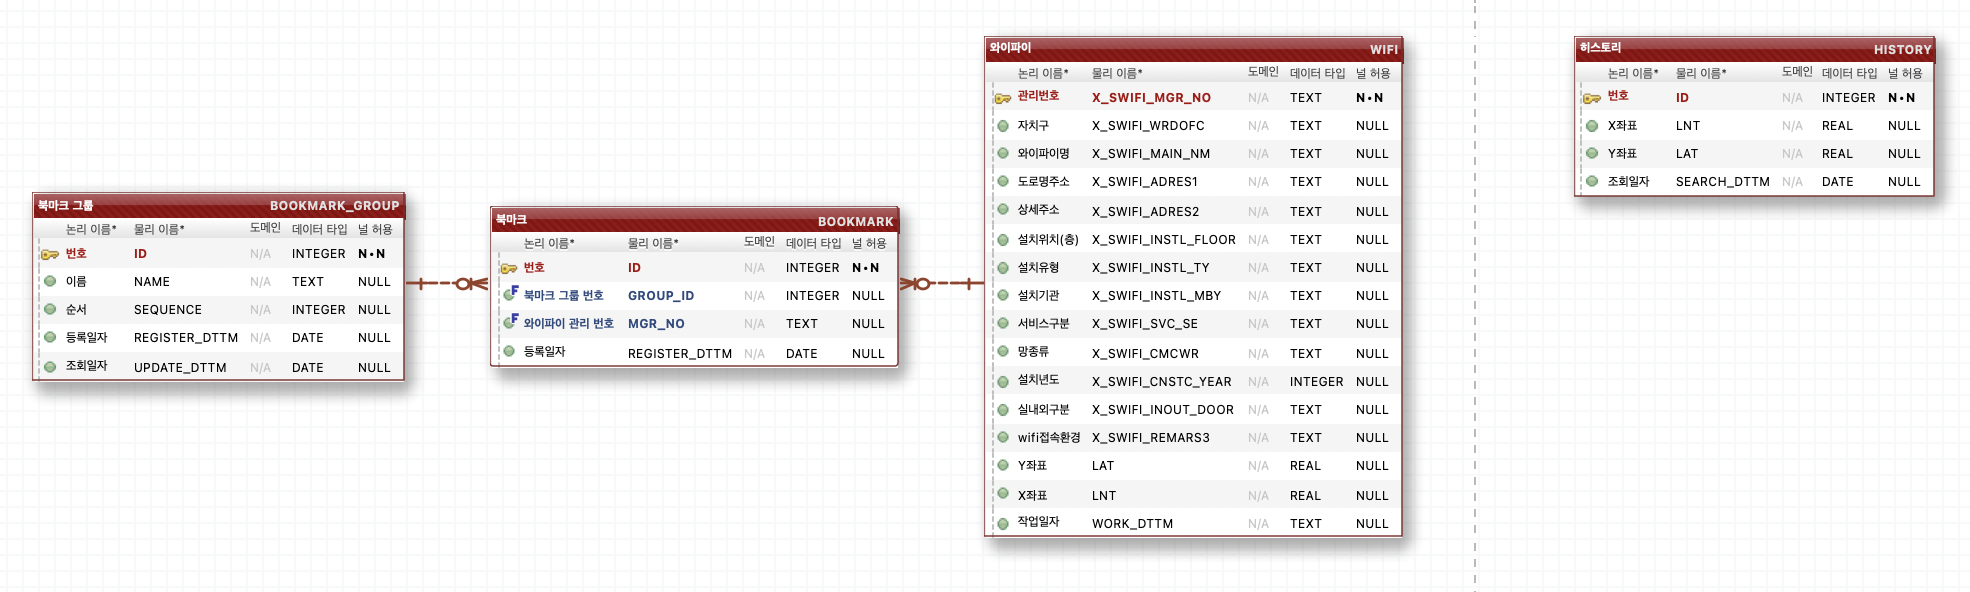 북마크 그룹 BOOKMARK_GROUP
논리 이름* 물리 이름* 도메인 데이터 타입 널 허용
번호 ID N/A INTEGER N•N
이름 NAME N/A TEXT NULL
순서 SEQUENCE N/A INTEGER NULL
등록일자 REGISTER_DTTM N/A DATE NULL
조회일자 UPDATE_DTTM N/A DATE NULL
북마크 BOOKMARK
논리 이름* 물리 이름* 도메인 데이터 타입 널 허용
번호 ID N/A INTEGER N•N
F 북마크 그룹 번호 GROUP_ID N/A INTEGER NULL
F 와이파이 관리 번호 MGR_NO N/A TEXT NULL
등록일자 REGISTER_DTTM N/A DATE NULL
와이파이 WIFI
논리 이름* 물리 이름* 도메인 데이터 타입 널 허용
관리번호 X_SWIFI_MGR_NO N/A TEXT N•N
자치구 X_SWIFI_WRDOFC N/A TEXT NULL
와이파이명 X_SWIFI_MAIN_NM N/A TEXT NULL
도로명주소 X_SWIFI_ADRES1 N/A TEXT NULL
상세주소 X_SWIFI_ADRES2 N/A TEXT NULL
설치위치(층) X_SWIFI_INSTL_FLOOR N/A TEXT NULL
설치유형 X_SWIFI_INSTL_TY N/A TEXT NULL
설치기관 X_SWIFI_INSTL_MBY N/A TEXT NULL
서비스구분 X_SWIFI_SVC_SE N/A TEXT NULL
망종류 X_SWIFI_CMCWR N/A TEXT NULL
설치년도 X_SWIFI_CNSTC_YEAR N/A INTEGER NULL
실내외구분 X_SWIFI_INOUT_DOOR N/A TEXT NULL
wifi접속환경 X_SWIFI_REMARS3 N/A TEXT NULL
Y좌표 LAT N/A REAL NULL
X좌표 LNT N/A REAL NULL
작업일자 WORK_DTTM N/A TEXT NULL
히스토리 HISTORY
논리 이름* 물리 이름* 도메인 데이터 타입 널 허용
번호 ID N/A INTEGER N•N
X좌표 LNT N/A REAL NULL
Y좌표 LAT N/A REAL NULL
조회일자 SEARCH_DTTM N/A DATE NULL